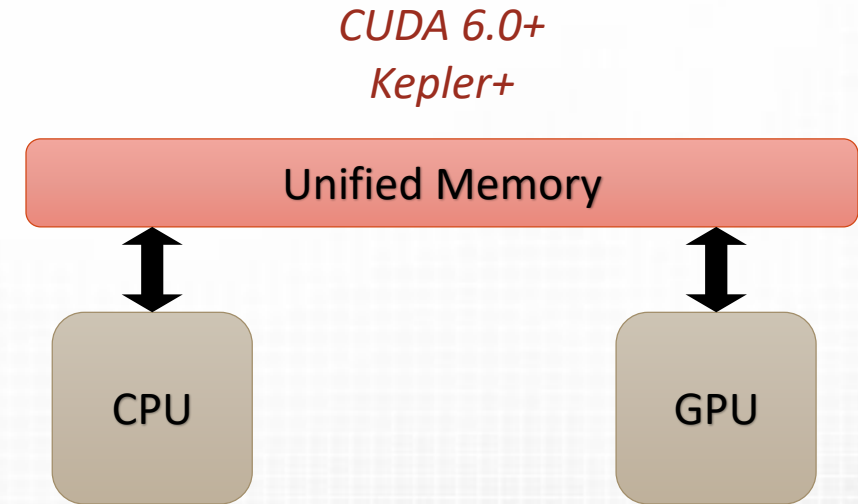 CUDA 6.0+
Kepler+
Unified Memory
CPU
GPU